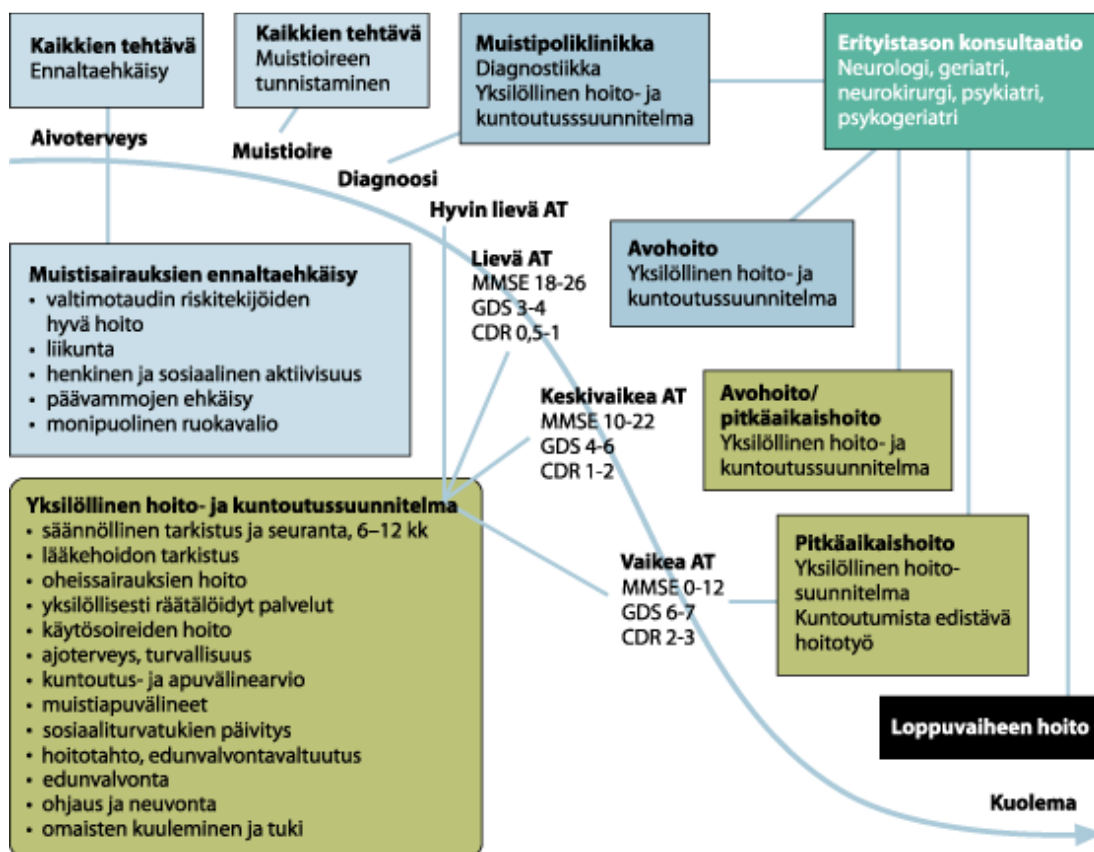 Kaikkien tehtävä
Ennaltaehkäisy
Kaikkien tehtävä
Muistioireen
tunnistaminen
Muistipoliklinikka
Diagnostiikka
Yksilöllinen hoito- ja
kuntoutusssuunnitelma
Erityistason konsultaatio
Neurologi, geriatri,
neurokirurgi, psykiatri,
psykogeriatri
Aivoterveys
Muistioire
Diagnoosi
Hyvin lievä AT
Lievä AT
MMSE 18-26
GDS 3-4
CDR 0,5-1
Avohoito
Yksilöllinen hoito- ja
kuntoutussuunnitelma
Muistisairauksien ennaltaehkäisy
• valtimotaudin riskitekijöiden
hyvä hoito
• liikunta
• henkinen ja sosiaalinen aktiivisuus
• päävammojen ehkäisy
• monipuolinen ruokavalio
Keskivaikea AT
MMSE 10-22
GDS 4-6
CDR 1-2
Avohoito/
pitkäaikaishoito
Yksilöllinen hoito- ja
kuntoutussuunnitelma
Yksilöllinen hoito- ja kuntoutussuunnitelma
• säännöllinen tarkistus ja seuranta, 6–12 kk
• lääkehoidon tarkistus
• oheissairauksien hoito
• yksilöllisesti räätälöidyt palvelut
• käytösoireiden hoito
• ajoterveys, turvallisuus
• kuntoutus- ja apuvälinearvio
• muistiapuvälineet
• sosiaaliturvatukien päivitys
• hoitotahto, edunvalvontavaltuutus
• edunvalvonta
• ohjaus ja neuvonta
• omaisten kuuleminen ja tuki
Vaikea AT
MMSE 0-12
GDS 6-7
CDR 2-3
Pitkäaikaishoito
Yksilöllinen hoito-
suunnitelma
Kuntoutumista edistävä
hoitotyö
Loppuvaiheen hoito
Kuolema